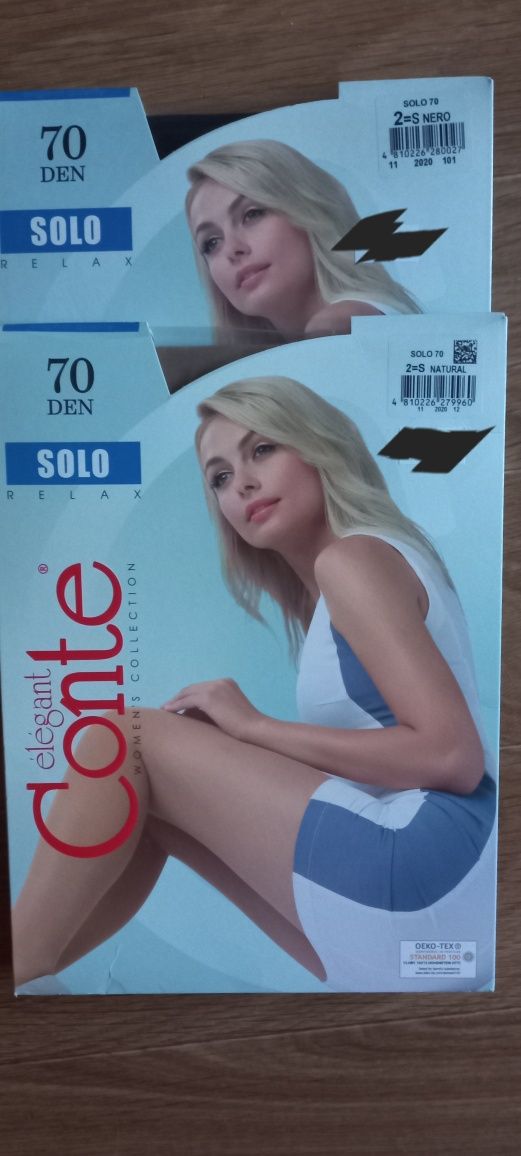 70
DEN
SOLO
RELAX
SOLO 70
2=S NERO
4 810226 280027
11 2020 101
70
DEN
SOLO
RELAX
SOLO 70
2=S NATURAL
4 810226 279960
11 2020 12
élégant
Conte®
WOMEN'S COLLECTION
OEKO-TEX®
STANDARD 100